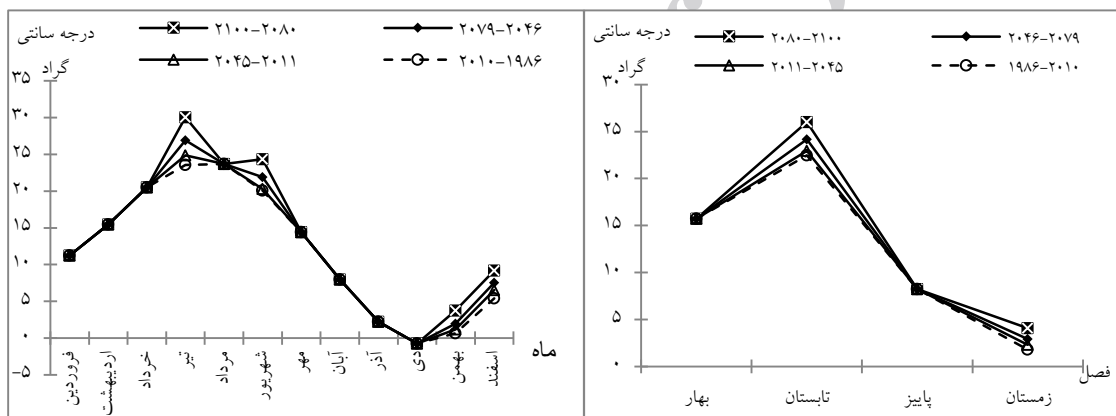 درجه سانتی گراد
۲۱۰۰-۲۰۸۰
۲۰۷۹-۲۰۴۶
۲۰۴۵-۲۰۱۱
۲۰۱۰-۱۹۸۶
۳۵
۳۰
۲۵
۲۰
۱۵
۱۰
۵
۰
-۵
فروردین
اردیبهشت
خرداد
تیر
مرداد
شهریور
مهر
آبان
آذر
دی
بهمن
اسفند
ماه
درجه سانتی گراد
۲۰۸۰-۲۱۰۰
۲۰۴۶-۲۰۷۹
۲۰۱۱-۲۰۴۵
۱۹۸۶-۲۰۱۰
۳۰
۲۵
۲۰
۱۵
۱۰
۵
۰
بهار
تابستان
پاییز
زمستان
فصل